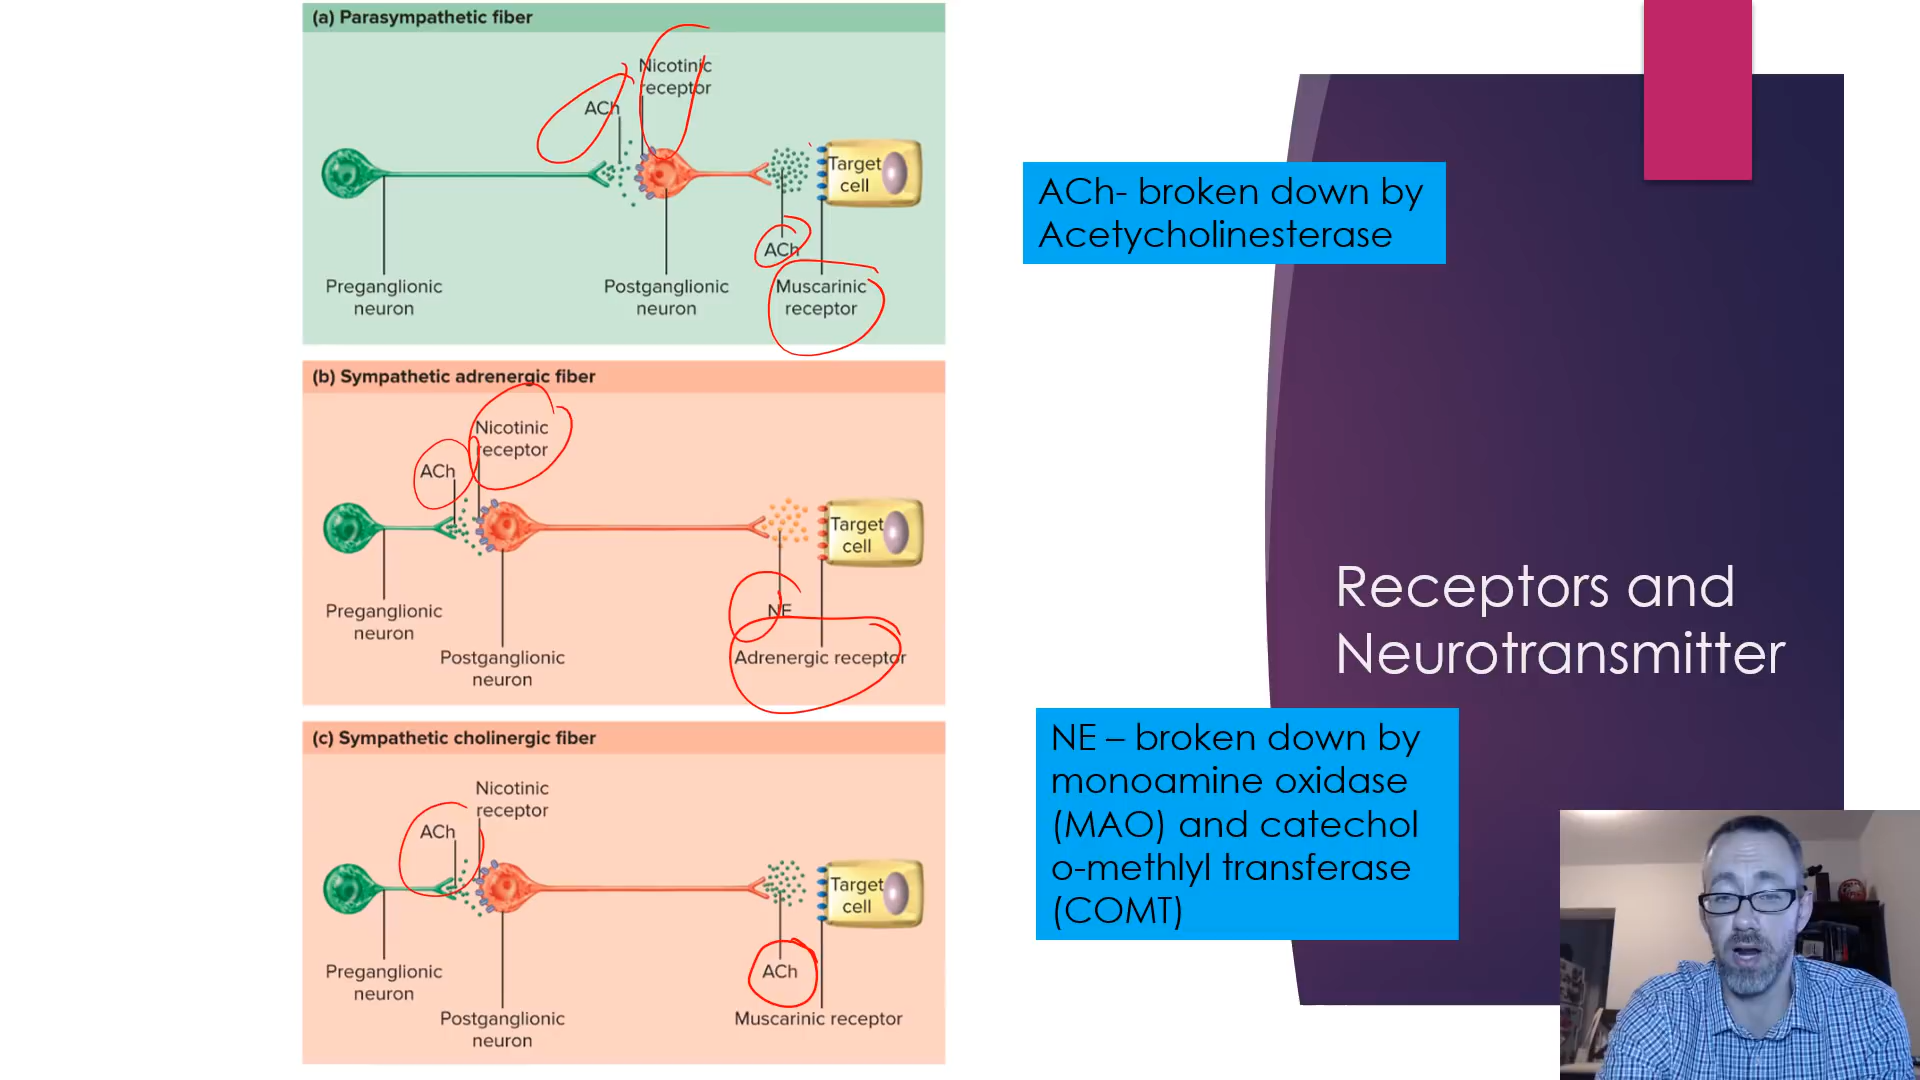 (a) Parasympathetic fiber
Nicotinic
receptor
ACh
Target
cell
ACh
Preganglionic
neuron
Postganglionic
neuron
Muscarinic
receptor
(b) Sympathetic adrenergic fiber
Nicotinic
receptor
ACh
Target
cell
Preganglionic
neuron
NE
Postganglionic
neuron
Adrenergic receptor
(c) Sympathetic cholinergic fiber
Nicotinic
receptor
ACh
Target
cell
Preganglionic
neuron
ACh
Postganglionic
neuron
Muscarinic receptor
ACh- broken down by
Acetycholinesterase
Receptors and
Neurotransmitter
NE – broken down by
monoamine oxidase
(MAO) and catechol
o-methlyl transferase
(COMT)